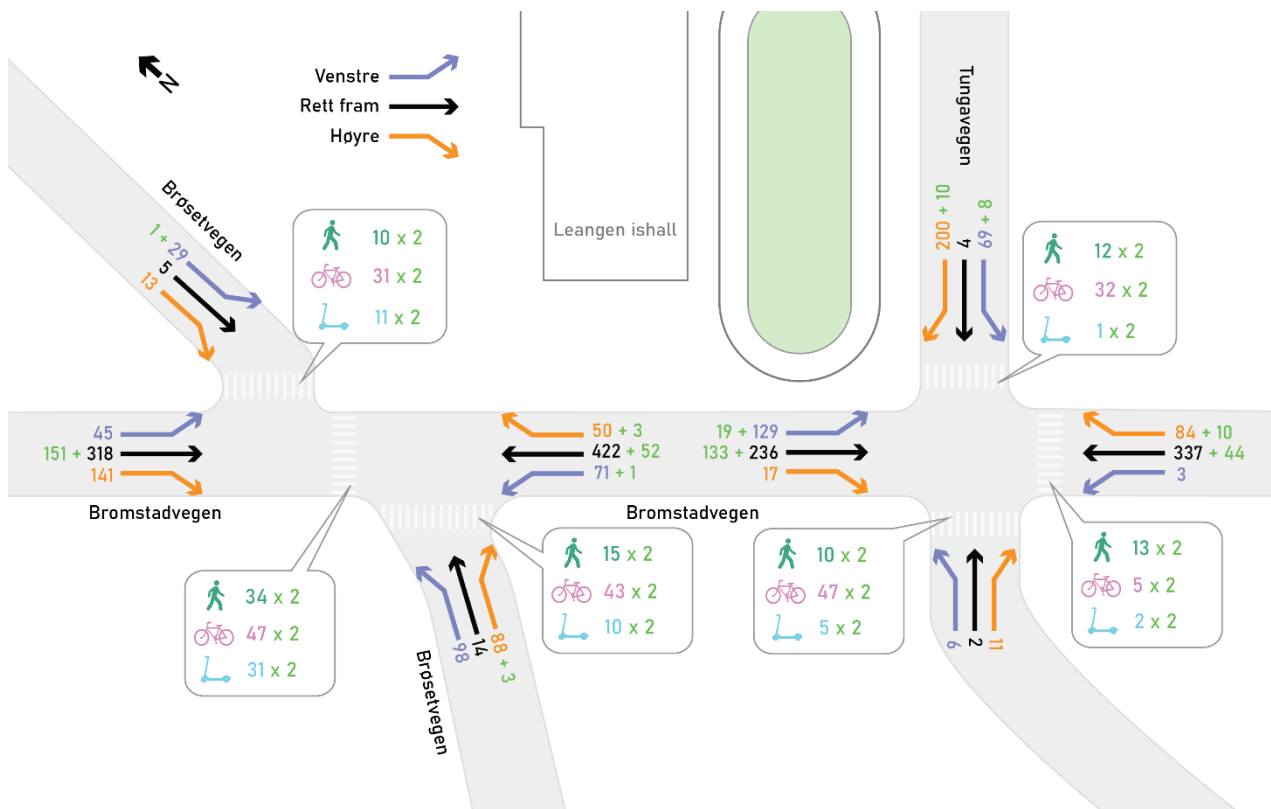 N
Venstre
Rett fram
Høyre
Leangen ishall
Tungavegen
200 + 10
4
69 + 8
Brøsetvegen
1 + 29
5
13
10 x 2
31 x 2
11 x 2
12 x 2
32 x 2
1 x 2
45
151 + 318
141
Bromstadvegen
50 + 3
422 + 52
71 + 1
19 + 129
133 + 236
17
Bromstadvegen
84 + 10
337 + 44
3
34 x 2
47 x 2
31 x 2
98
14
88 + 3
Brøsetvegen
15 x 2
43 x 2
10 x 2
10 x 2
47 x 2
5 x 2
6
2
11
13 x 2
5 x 2
2 x 2